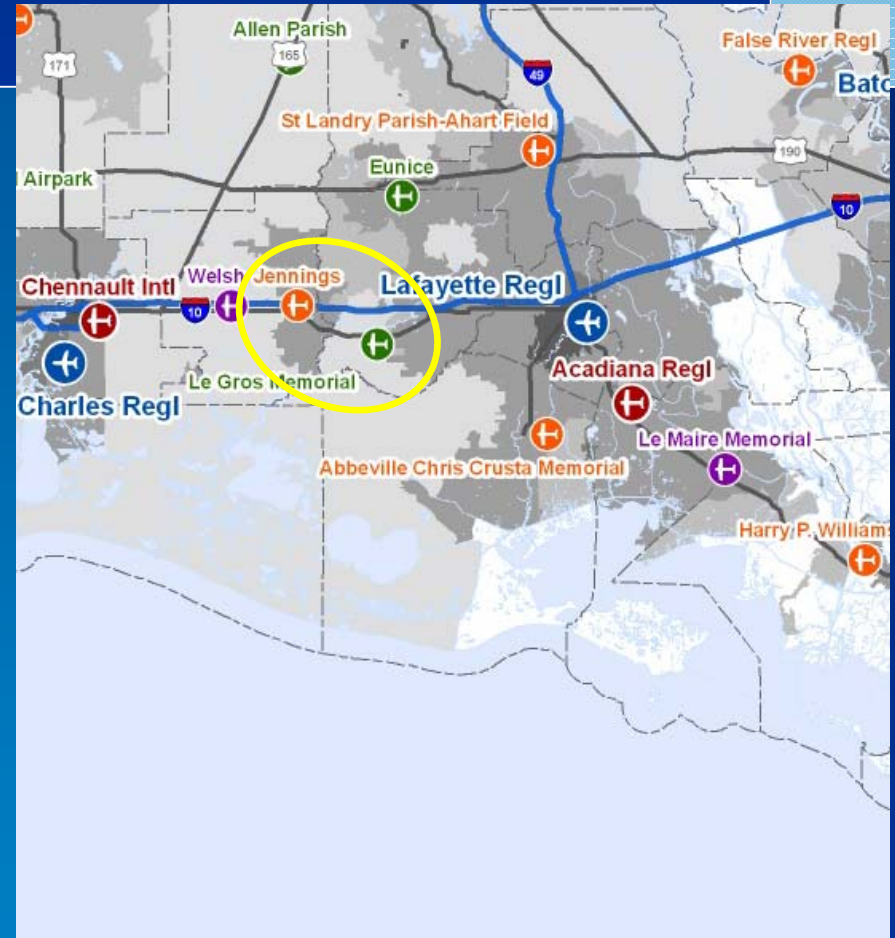 Allen Parish
165
171
49
False River Regl
Batc
St Landry Parish-Ahart Field
190
Eunice
Airpark
10
Welsh
Jennings
Chennault Intl
Lafayette Regl
10
Le Gros Memorial
Acadiana Regl
Charles Regl
Le Maire Memorial
Abbeville Chris Crusta Memorial
Harry P. Williams